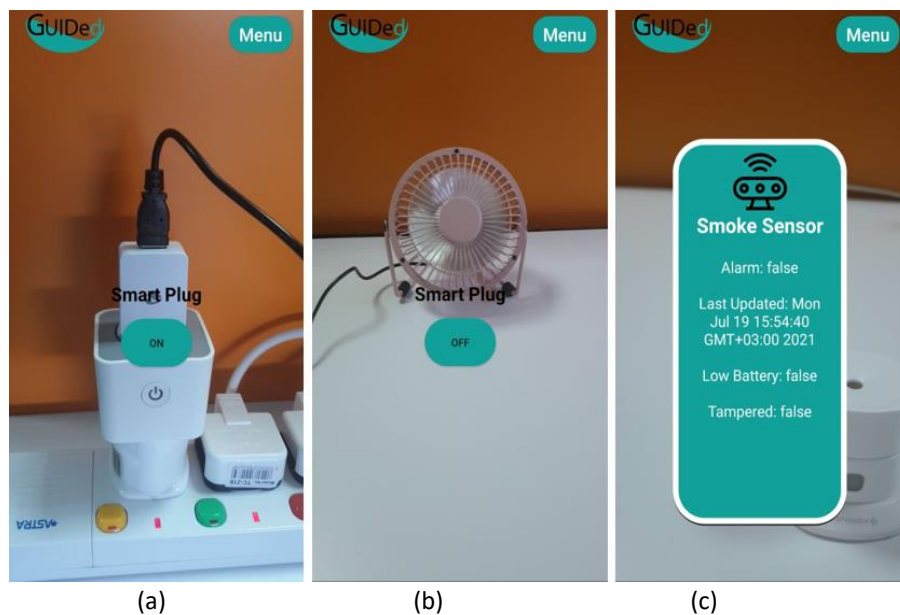 GUIDed
Menu
Smart Plug
ON
ASTRA
(a)
GUIDed
Menu
Smart Plug
OFF
(b)
GUIDed
Menu
Smoke Sensor
Alarm: false
Last Updated: Mon
Jul 19 15:54:40
GMT+03:00 2021
Low Battery: false
Tampered: false
(c)